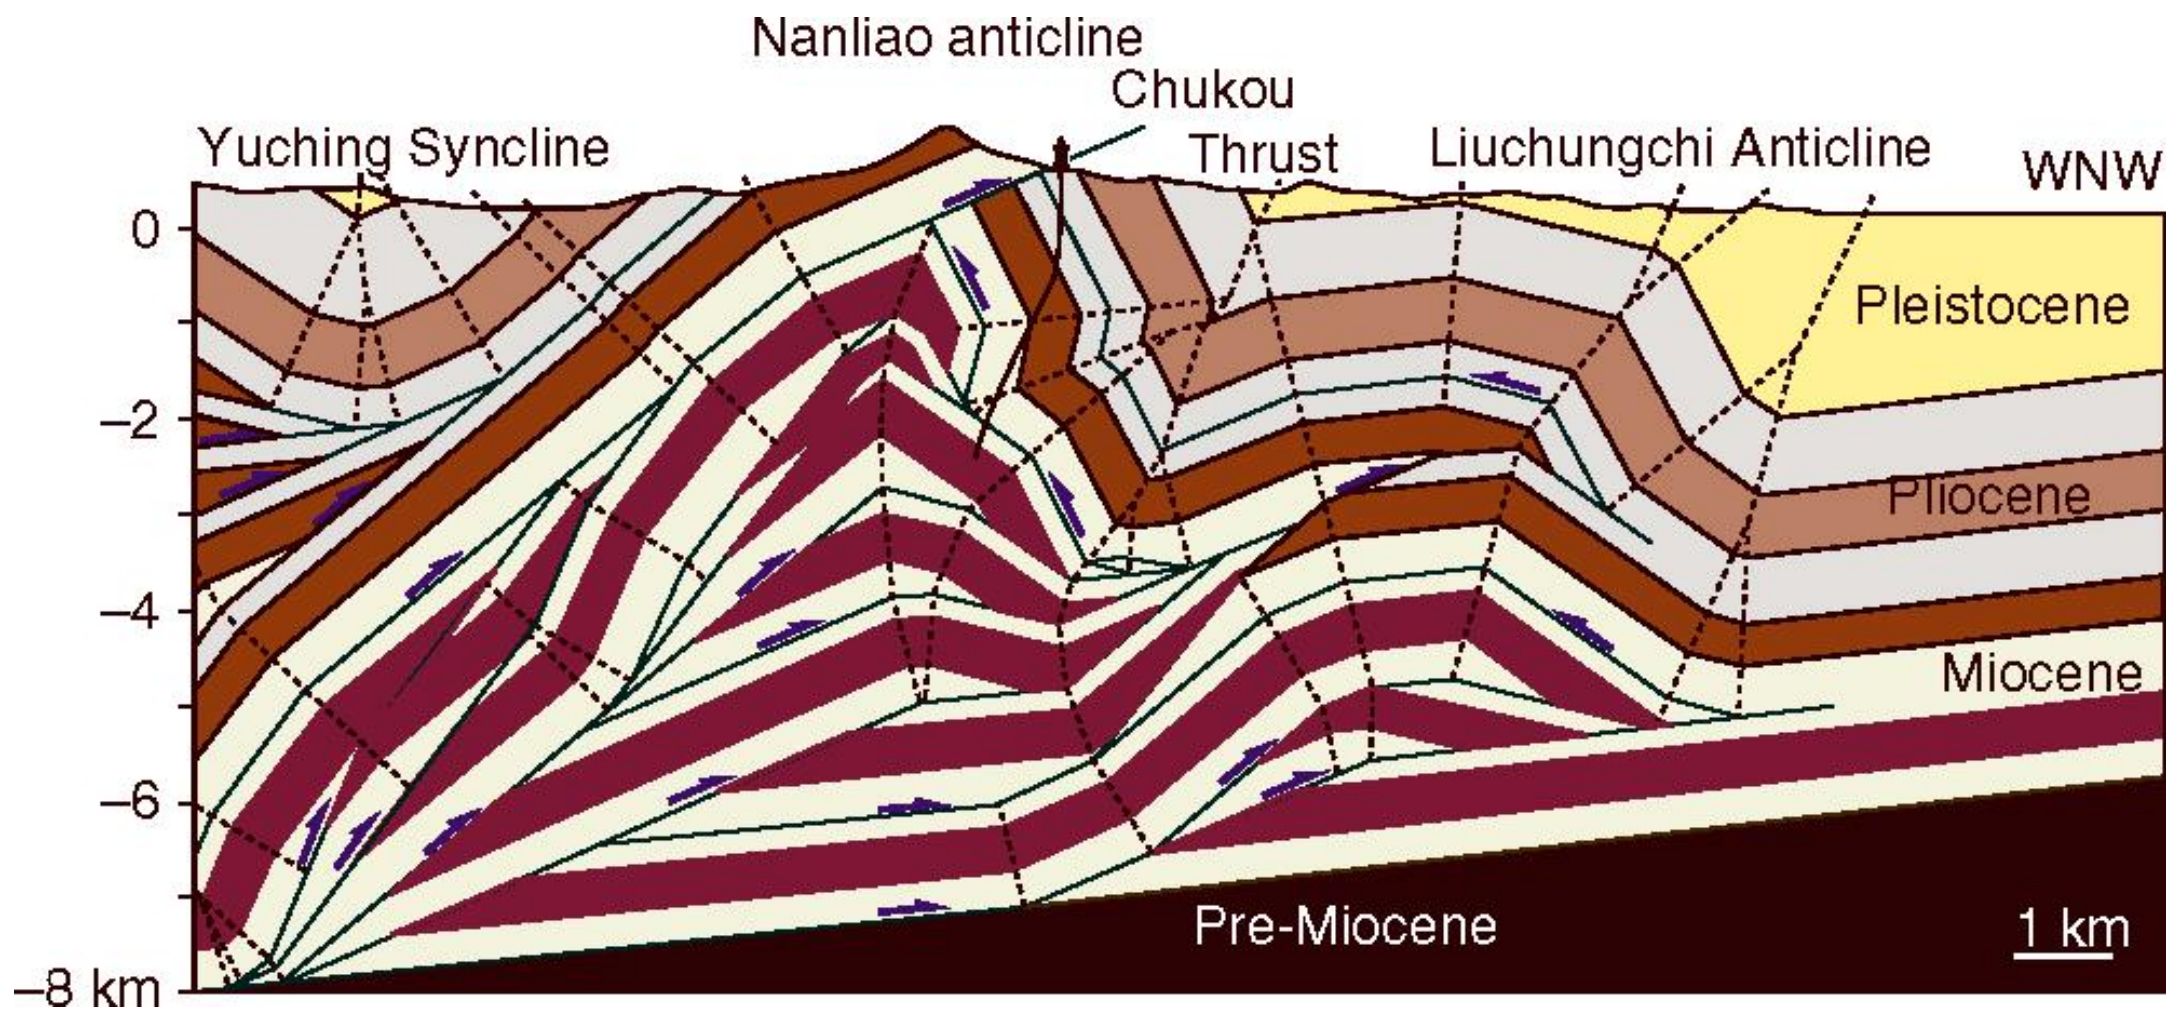 Nanliao anticline
Chukou
Thrust
Yuching Syncline
Liuchungchi Anticline
WNW
0
–2
–4
–6
–8 km
Pleistocene
Pliocene
Miocene
Pre-Miocene
1 km